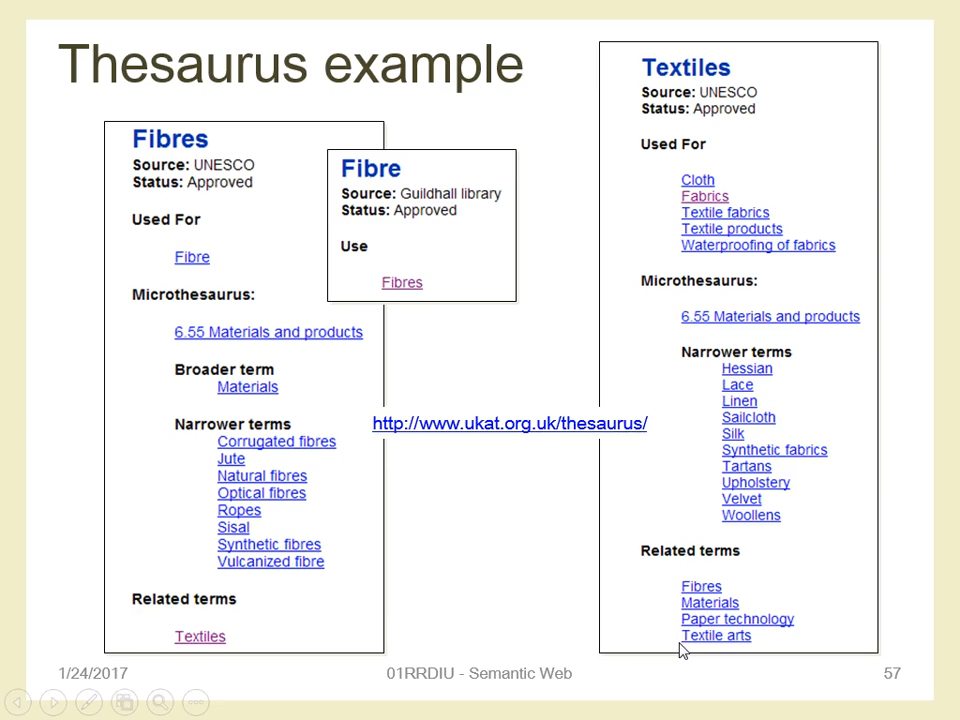 Thesaurus example
Fibres
Source: UNESCO
Status: Approved
Used For
Fibre
Microthesaurus:
6.55 Materials and products
Broader term
Materials
Narrower terms
Corrugated fibres
Jute
Natural fibres
Optical fibres
Ropes
Sisal
Synthetic fibres
Vulcanized fibre
Related terms
Textiles
Fibre
Source: Guildhall library
Status: Approved
Use
Fibres
http://www.ukat.org.uk/thesaurus/
Textiles
Source: UNESCO
Status: Approved
Used For
Cloth
Fabrics
Textile fabrics
Textile products
Waterproofing of fabrics
Microthesaurus:
6.55 Materials and products
Narrower terms
Hessian
Lace
Linen
Sailcloth
Silk
Synthetic fabrics
Tartans
Upholstery
Velvet
Woollens
Related terms
Fibres
Materials
Paper technology
Textile arts
1/24/2017
01RRDIU - Semantic Web
57